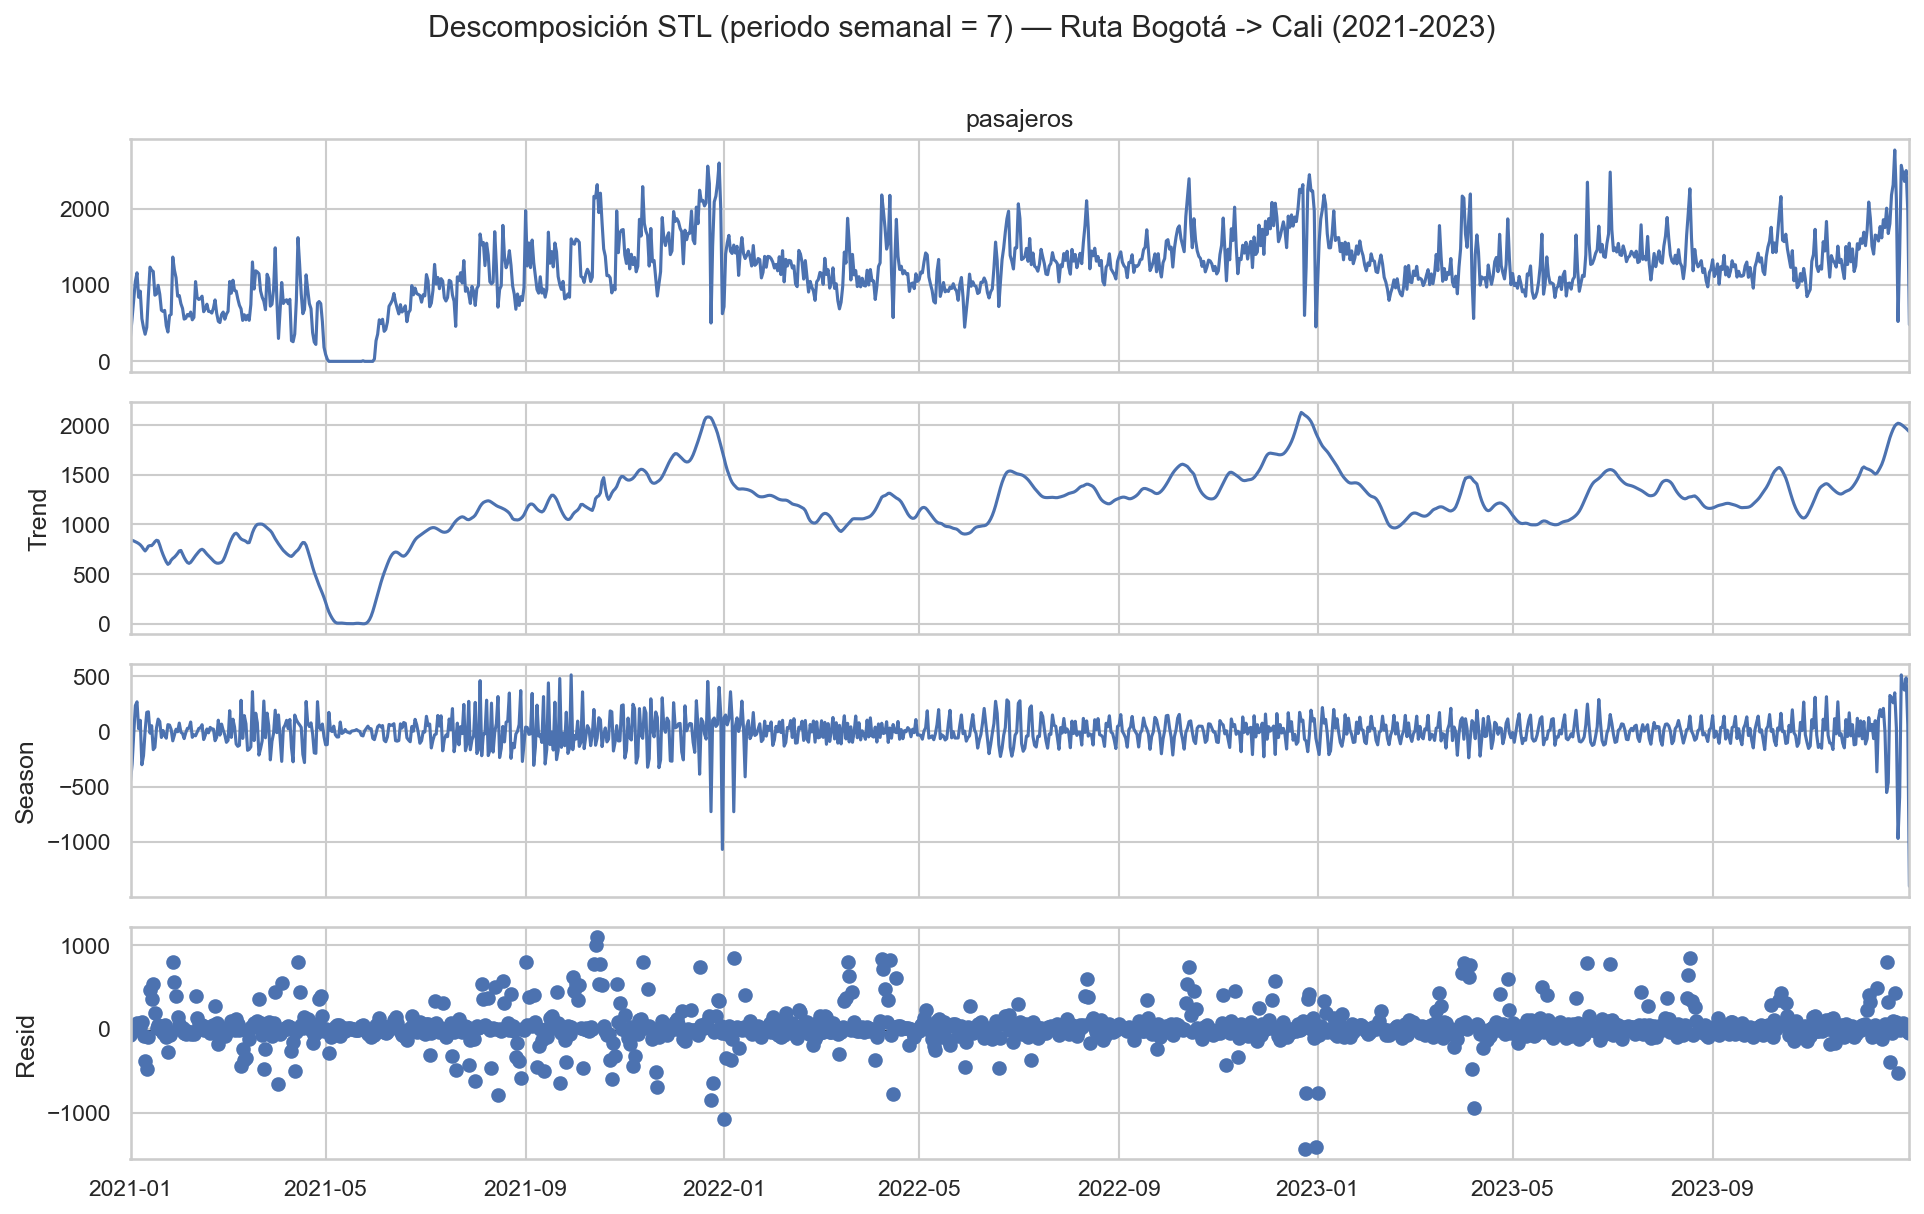 Descomposición STL (periodo semanal = 7) — Ruta Bogotá -> Cali (2021-2023)
pasajeros
2000
1000
0
Trend
2000
1500
1000
500
0
Season
500
0
−500
−1000
Resid
1000
0
−1000
2021-01 2021-05 2021-09 2022-01 2022-05 2022-09 2023-01 2023-05 2023-09